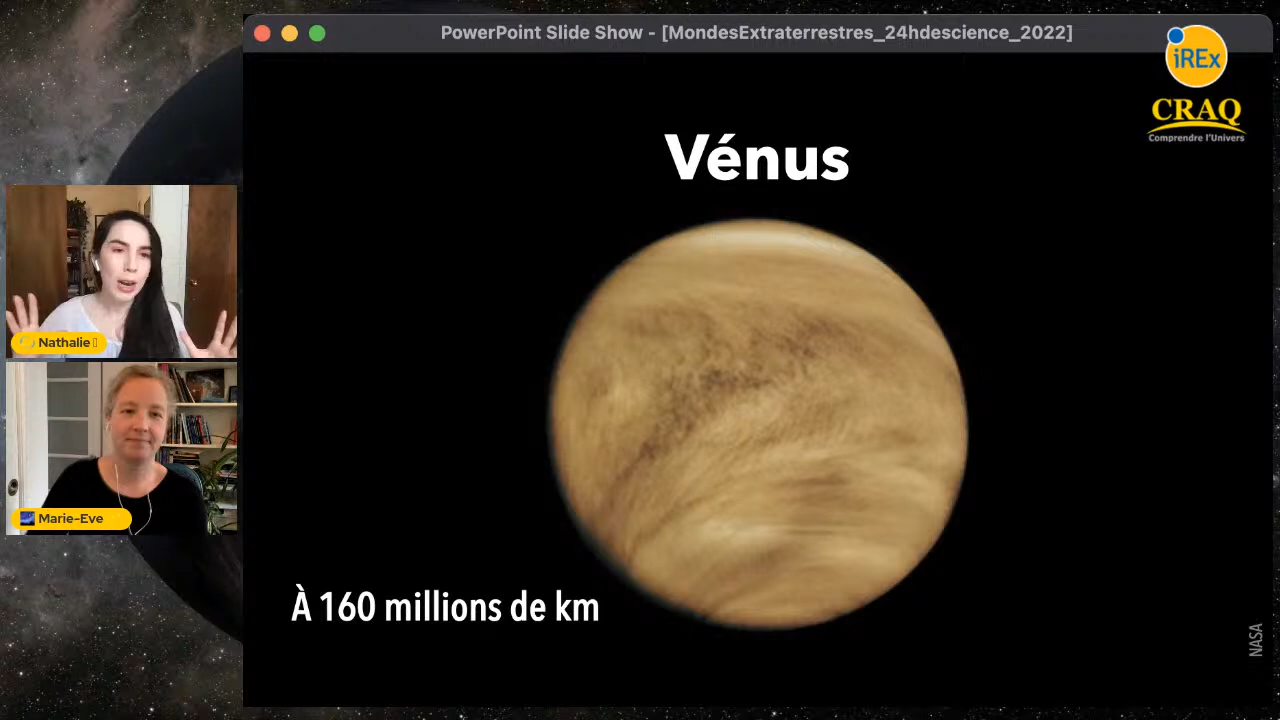 PowerPoint Slide Show - [MondesExtraterrestres_24hdescience_2022]
iREx
CRAQ
Comprendre l'Univers
Vénus
Nathalie
Marie-Eve
À 160 millions de km
NASA